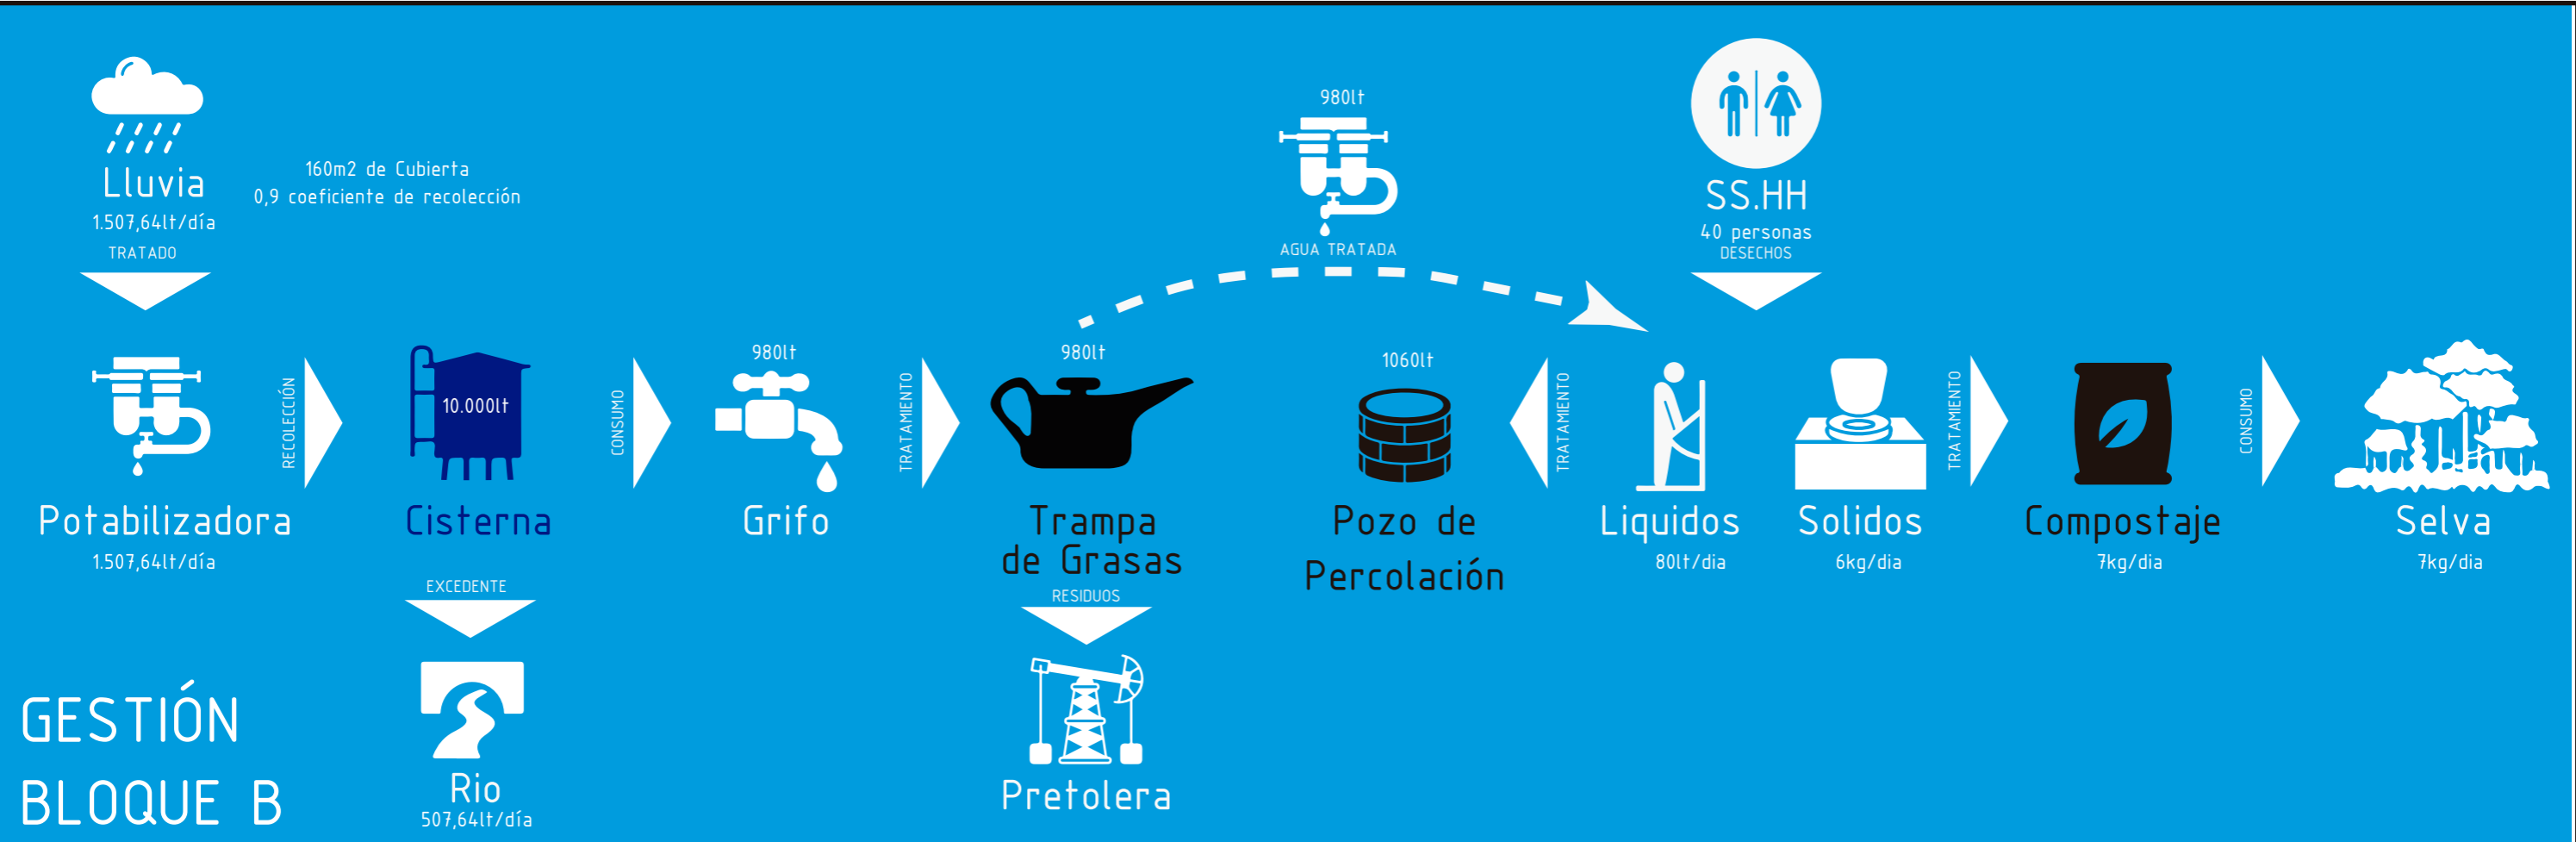 Lluvia
1.507,64lt/día
TRATADO
160m2 de Cubierta
0,9 coeficiente de recolección
980lt
AGUA TRATADA
SS.HH
40 personas
DESECHOS
Potabilizadora
1.507,64lt/día
RECOLECCIÓN
10.000lt
Cisterna
EXCEDENTE
Rio
507,64lt/día
CONSUMO
980lt
Grifo
TRATAMIENTO
980lt
Trampa
de Grasas
RESIDUOS
Pretolera
1060lt
Pozo de
Percolación
TRATAMIENTO
Liquidos
80lt/dia
Solidos
6kg/dia
TRATAMIENTO
Compostaje
7kg/dia
CONSUMO
Selva
7kg/dia
GESTIÓN
BLOQUE B